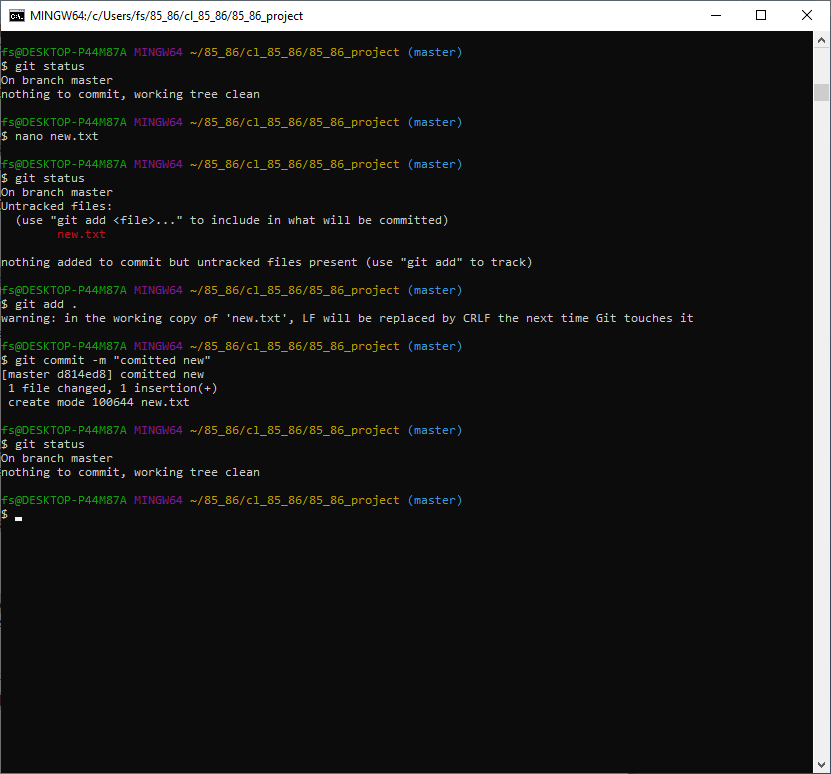 MINGW64:/c/Users/fs/85_86/cl_85_86/85_86_project
fs@DESKTOP-P44M87A MINGW64 ~/85_86/cl_85_86/85_86_project (master)
$ git status
On branch master
nothing to commit, working tree clean
fs@DESKTOP-P44M87A MINGW64 ~/85_86/cl_85_86/85_86_project (master)
$ nano new.txt
fs@DESKTOP-P44M87A MINGW64 ~/85_86/cl_85_86/85_86_project (master)
$ git status
On branch master
Untracked files:
  (use "git add <file>..." to include in what will be committed)
        new.txt
nothing added to commit but untracked files present (use "git add" to track)
fs@DESKTOP-P44M87A MINGW64 ~/85_86/cl_85_86/85_86_project (master)
$ git add .
warning: in the working copy of 'new.txt', LF will be replaced by CRLF the next time Git touches it
fs@DESKTOP-P44M87A MINGW64 ~/85_86/cl_85_86/85_86_project (master)
$ git commit -m "comitted new"
[master d814ed8] comitted new
 1 file changed, 1 insertion(+)
 create mode 100644 new.txt
fs@DESKTOP-P44M87A MINGW64 ~/85_86/cl_85_86/85_86_project (master)
$ git status
On branch master
nothing to commit, working tree clean
fs@DESKTOP-P44M87A MINGW64 ~/85_86/cl_85_86/85_86_project (master)
$